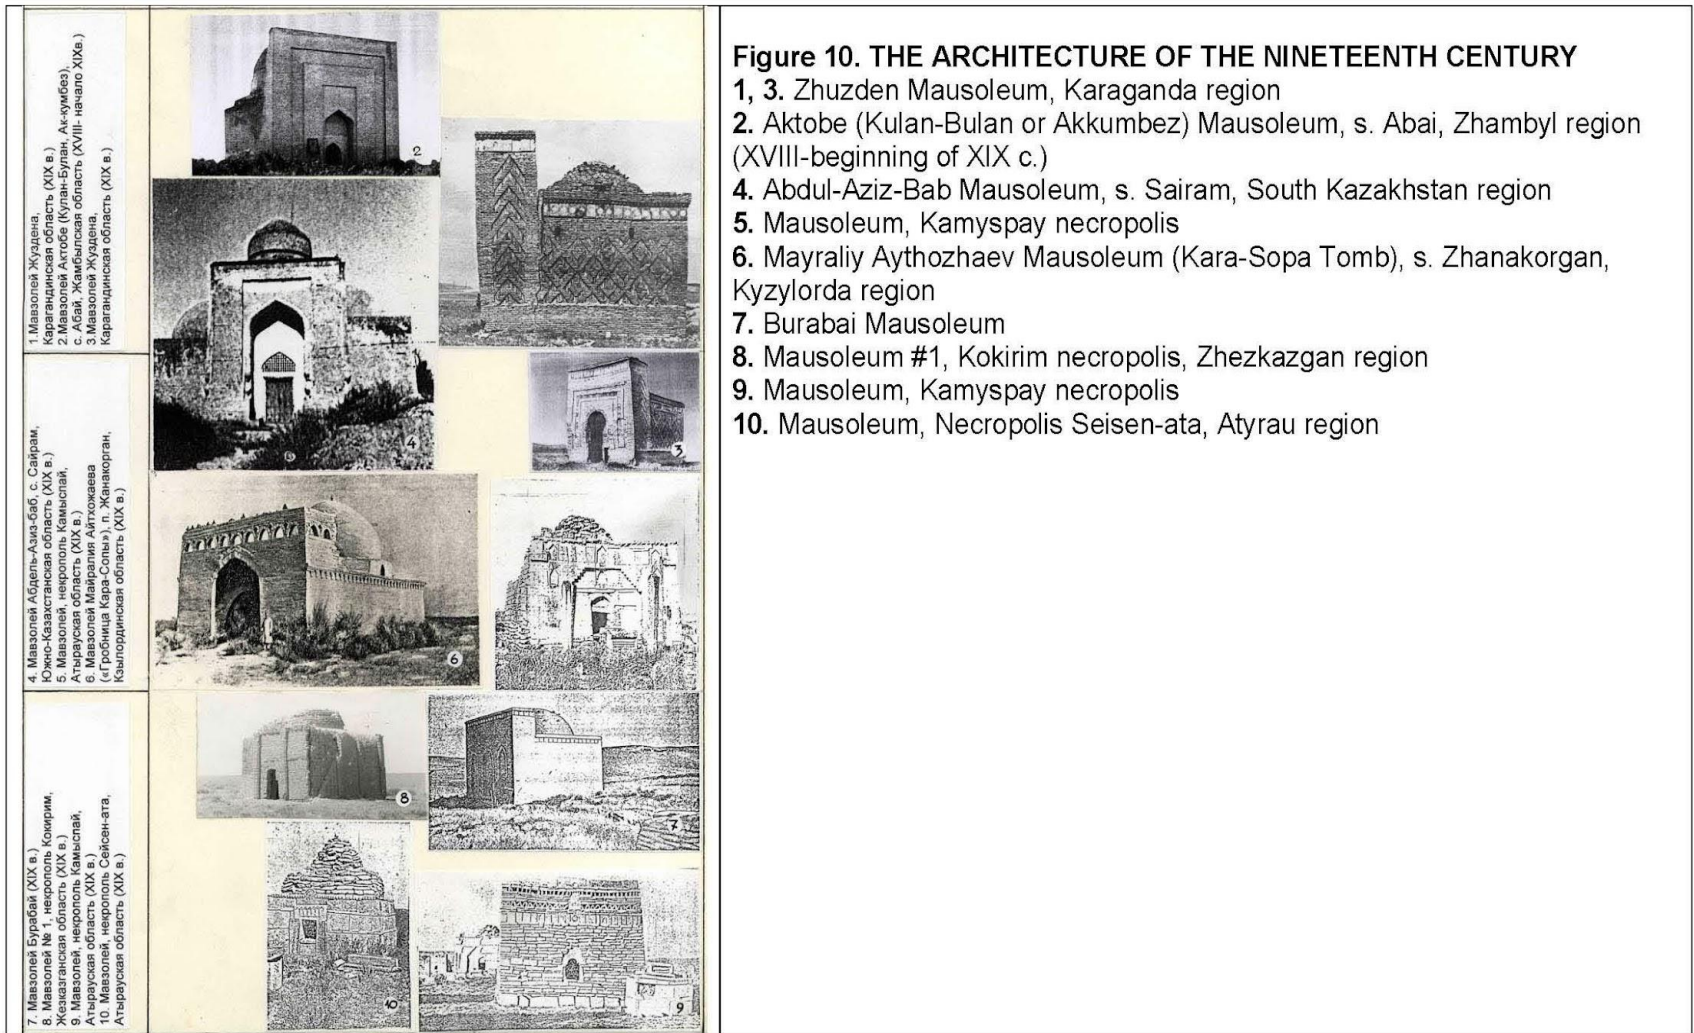 1.Мавзолей Жуздена,
Карагандинская область (XIX в.)
2.Мавзолей Актобе (Кулан-Булан, Ак-кумбез),
с. Абай, Жамбылская область (XVIII- начало XIXв.)
3.Мавзолей Жуздена,
Карагандинская область (XIX в.)
4. Мавзолей Абдель-Азиз-баб, с. Сайрам,
Южно-Казахстанская область (XIX в.)
5. Мавзолей, некрополь Камыспай,
Атырауская область (XIX в.)
6. Мавзолей Майралия Айтхожаева
(«Гробница Кара-Сопы»), п. Жанакорган,
Кзылординская область (XIX в.)
7. Мавзолей Бурабай (XIX в.)
8. Мавзолей № 1, некрополь Кокирим,
Жезказганская область (XIX в.)
9. Мавзолей, некрополь Камыспай,
Атырауская область (XIX в.)
10. Мавзолей, некрополь Сейсен-ата,
Атырауская область (XIX в.)
2
4
3
6
8
7
10
9
Figure 10. THE ARCHITECTURE OF THE NINETEENTH CENTURY
1, 3. Zhuzden Mausoleum, Karaganda region
2. Aktobe (Kulan-Bulan or Akkumbez) Mausoleum, s. Abai, Zhambyl region
(XVIII-beginning of XIX c.)
4. Abdul-Aziz-Bab Mausoleum, s. Sairam, South Kazakhstan region
5. Mausoleum, Kamyspay necropolis
6. Mayraliy Aythozhaev Mausoleum (Kara-Sopa Tomb), s. Zhanakorgan,
Kyzylorda region
7. Burabai Mausoleum
8. Mausoleum #1, Kokirim necropolis, Zhezkazgan region
9. Mausoleum, Kamyspay necropolis
10. Mausoleum, Necropolis Seisen-ata, Atyrau region